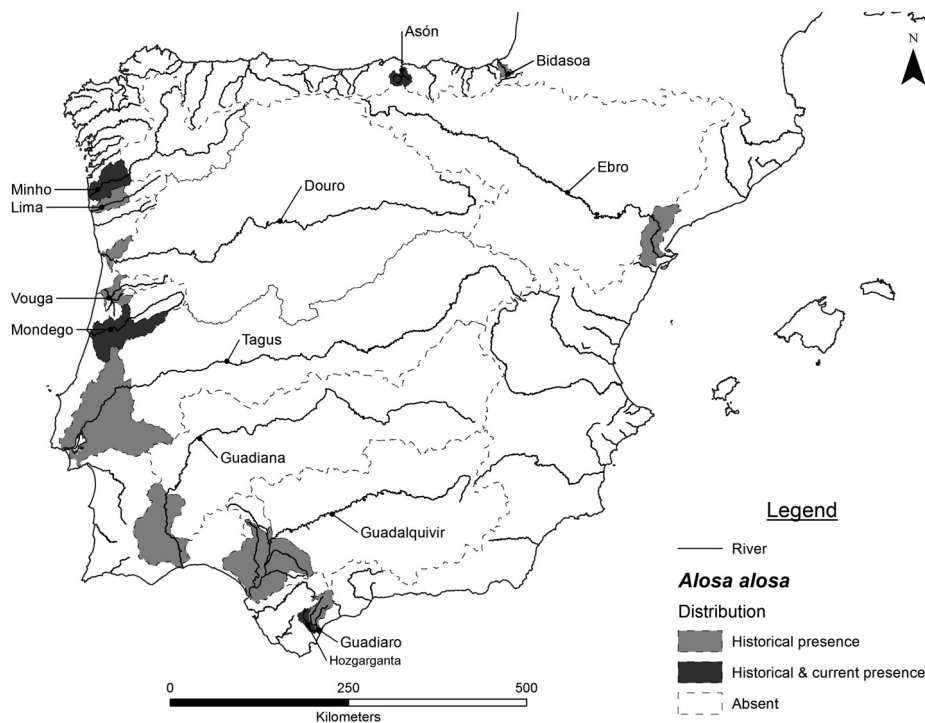 Asón
N
Bidasoa
Minho
Lima
Douro
Ebro
Vouga
Mondego
Tagus
Guadiana
Guadalquivir
Guadiaro
Hozgarganta
Legend
River
Alosa alosa
Distribution
Historical presence
Historical & current presence
Absent
0 250 500
Kilometers